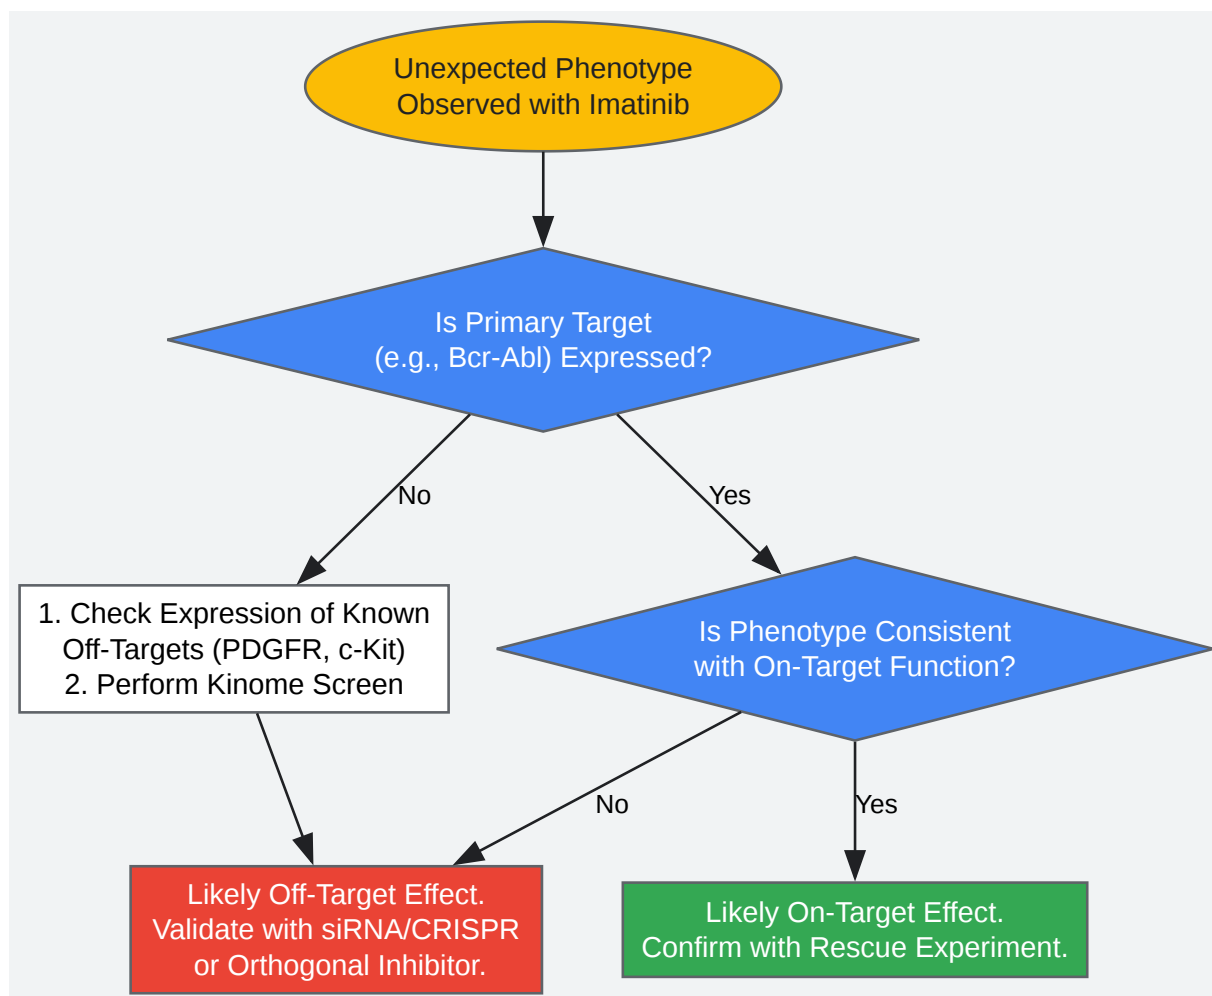 Unexpected Phenotype
Observed with Imatinib
Is Primary Target
(e.g., Bcr-Abl) Expressed?
No
Yes
1. Check Expression of Known
Off-Targets (PDGFR, c-Kit)
2. Perform Kinome Screen
Is Phenotype Consistent
with On-Target Function?
No
Yes
Likely Off-Target Effect.
Validate with siRNA/CRISPR
or Orthogonal Inhibitor.
Likely On-Target Effect.
Confirm with Rescue Experiment.